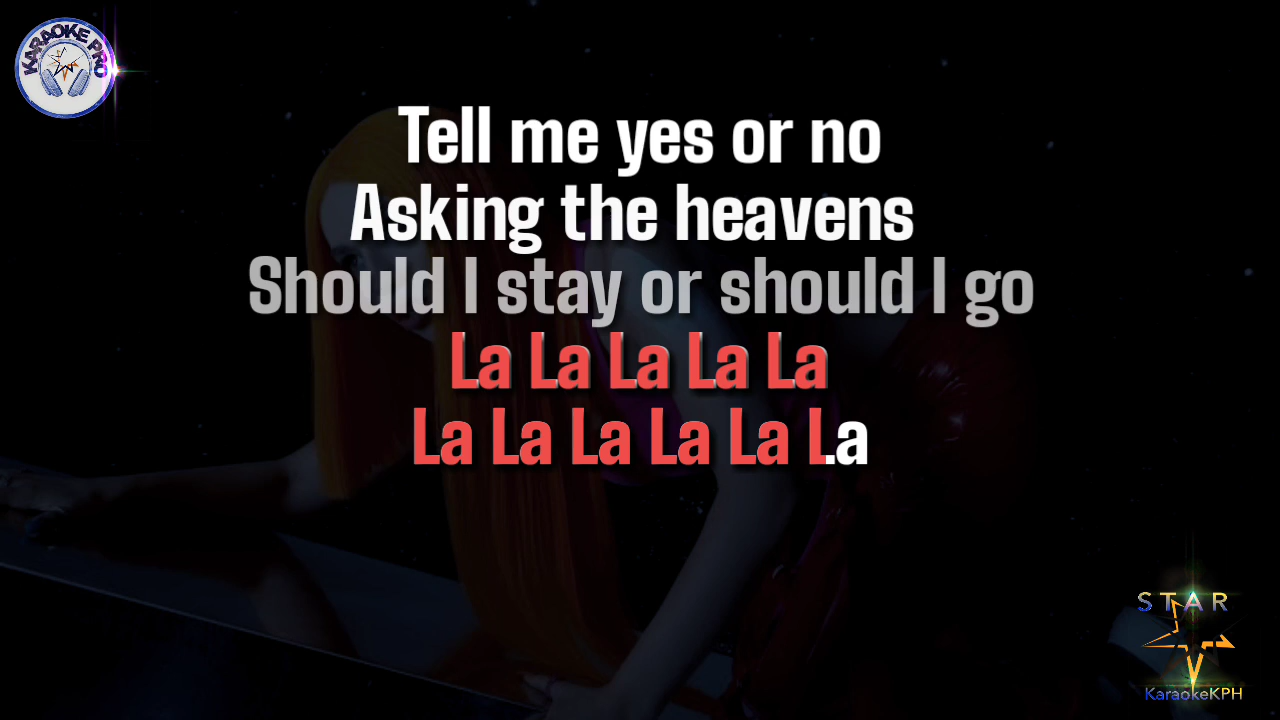 KARAOKE PRO
Tell me yes or no
Asking the heavens
Should I stay or should I go
La La La La La
La La La La La La
STAR
KaraokeKPH